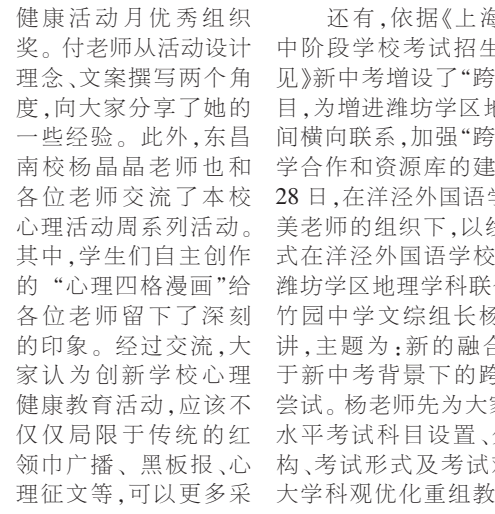 健康活动月优秀组织
奖。付老师从活动设计
理念、文案撰写两个角
度,向大家分享了她的
一些经验。此外,东昌
南校杨晶晶老师也和
各位老师交流了本校
心理活动周系列活动。
其中,学生们自主创作
的“心理四格漫画”给
各位老师留下了深刻
的印象。经过交流,大
家认为创新学校心理
健康教育活动,应该不
仅仅局限于传统的红
领巾广播、黑板报、心
理征文等,可以更多采
还有,依据《上海
中阶段学校考试招生
见》新中考增设了“跨
目,为增进潍坊学区地
间横向联系,加强“跨
学合作和资源库的建
28日,在洋泾外国语学
美老师的组织下,以线
式在洋泾外国语学校
潍坊学区地理学科联
竹园中学文综组长杨
讲,主题为:新的融合
于新中考背景下的跨
尝试。杨老师先为大家
水平考试科目设置、
构、考试形式及考试
大学科观优化重组教